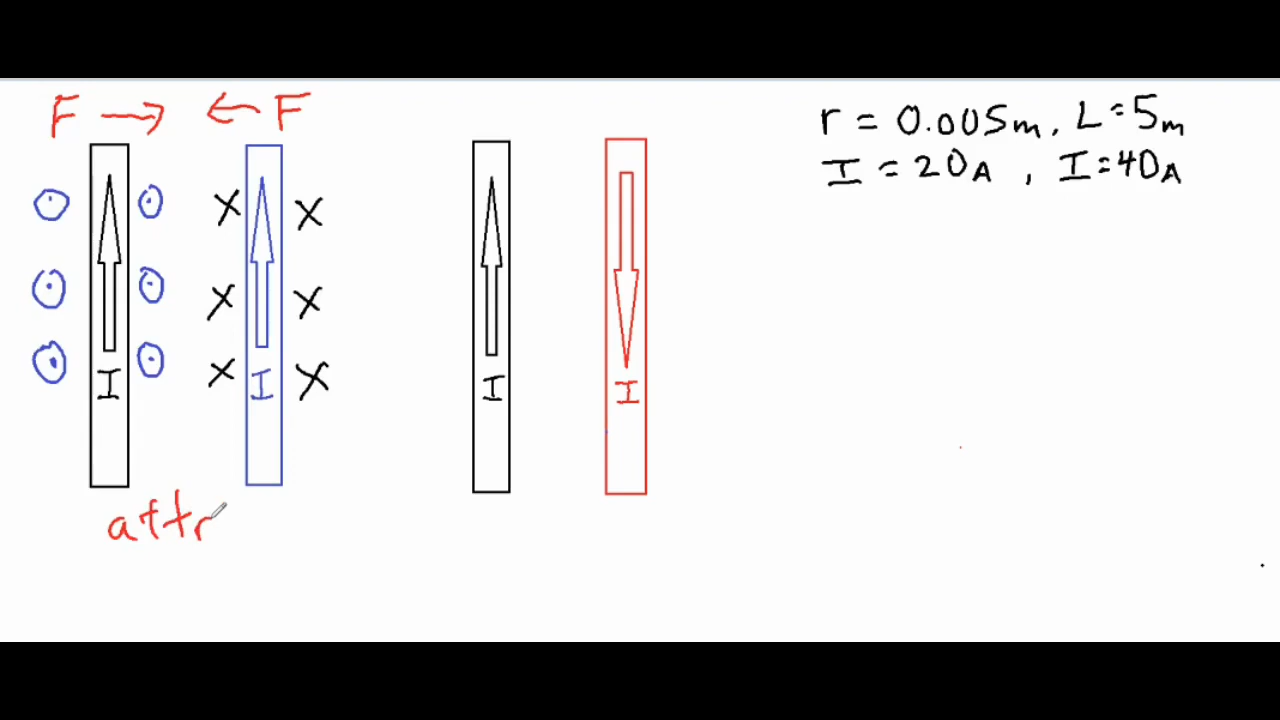 F → ← F
r = 0.005m, L=5m
I = 20A, I=40A
X X
X X
X X
I I I I
attr